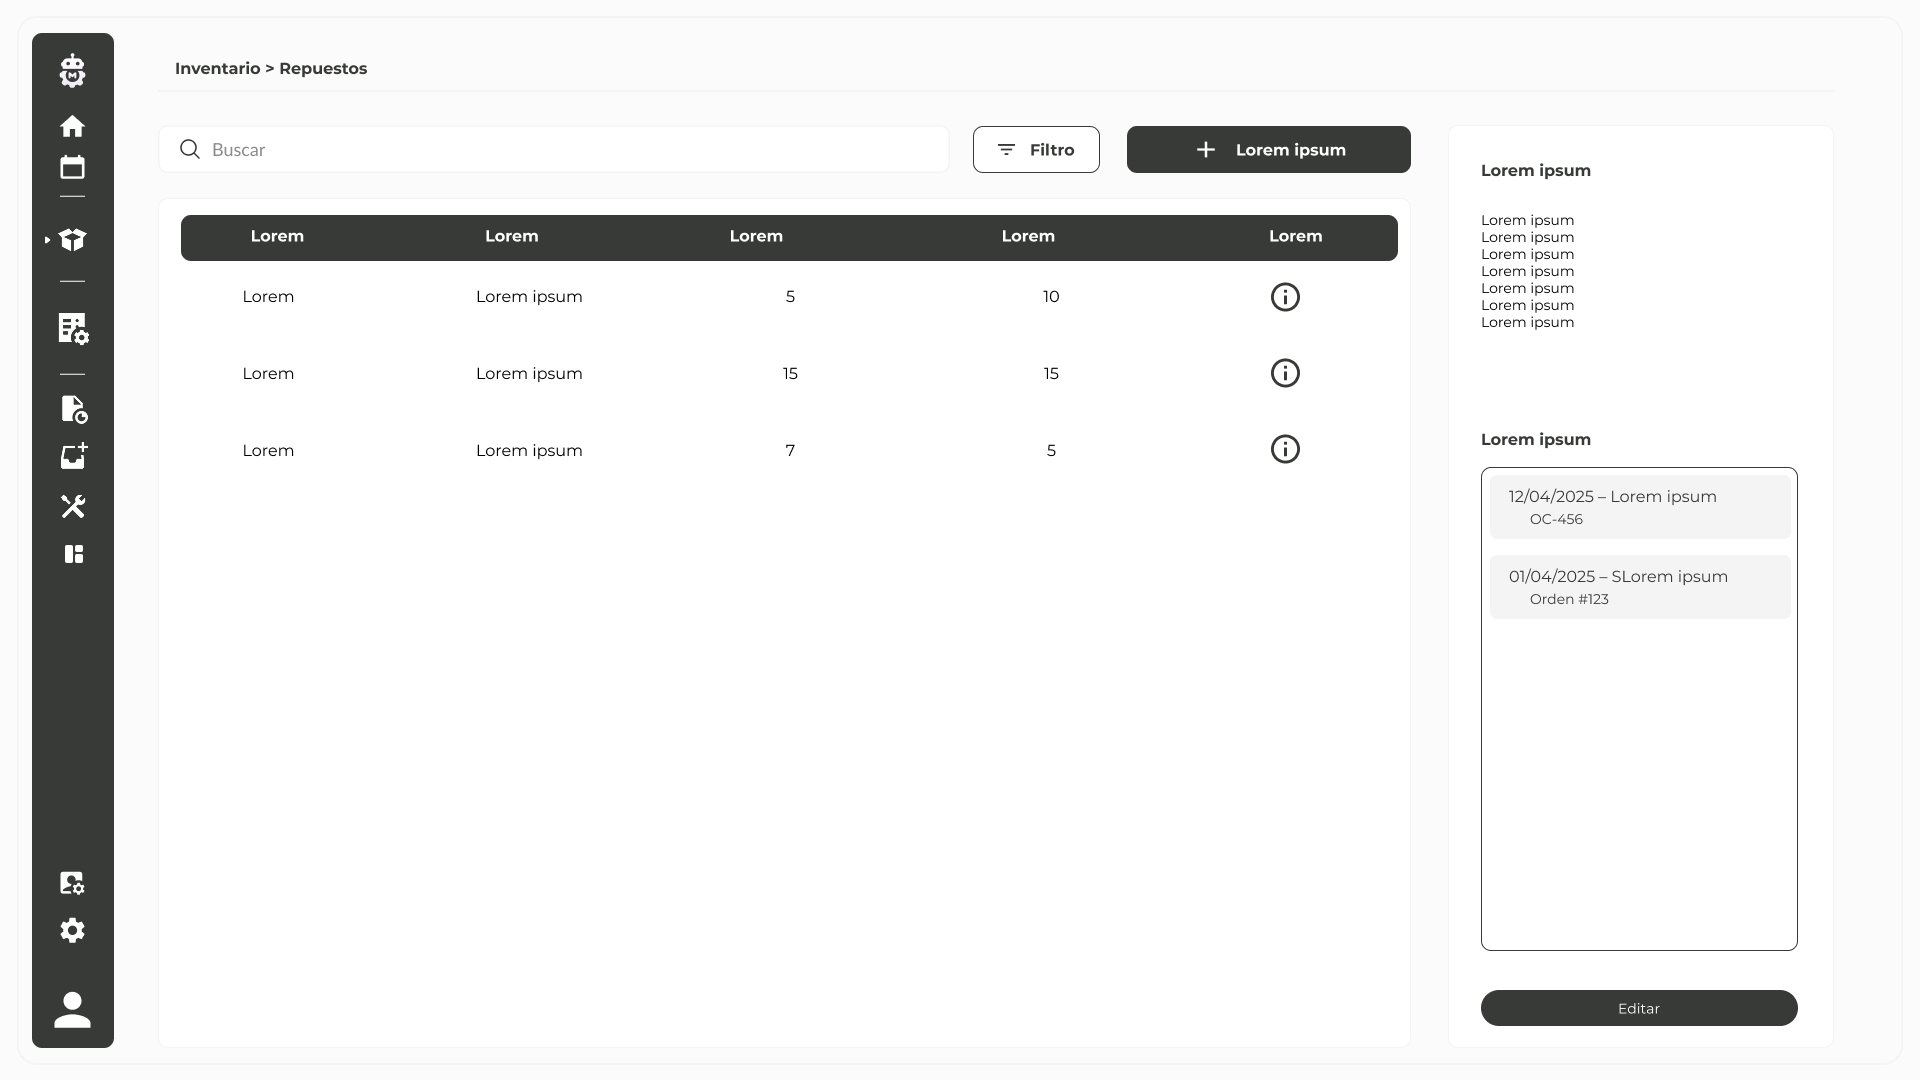 Inventario > Repuestos
Buscar
Filtro
Lorem ipsum
Lorem Lorem Lorem Lorem Lorem
Lorem Lorem ipsum 5 10
Lorem Lorem ipsum 15 15
Lorem Lorem ipsum 7 5
Lorem ipsum
Lorem ipsum
Lorem ipsum
Lorem ipsum
Lorem ipsum
Lorem ipsum
Lorem ipsum
Lorem ipsum
Lorem ipsum
12/04/2025 – Lorem ipsum
OC-456
01/04/2025 – SLorem ipsum
Orden #123
Editar